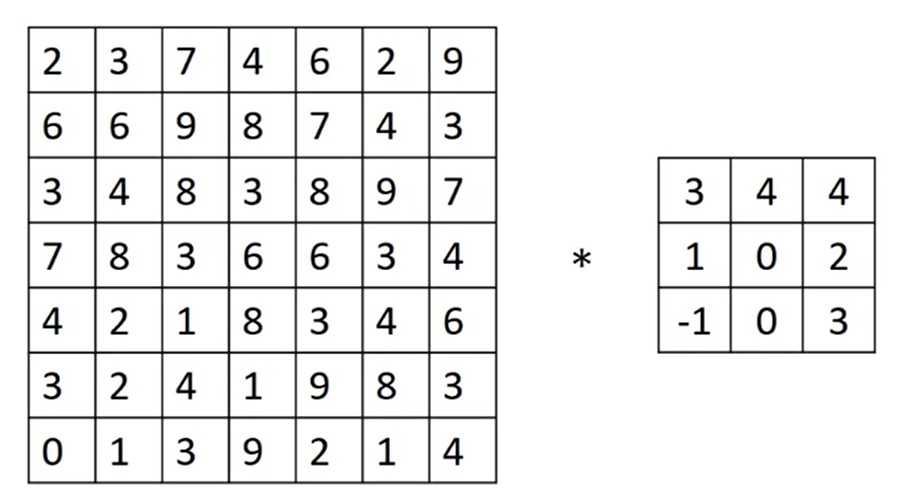 2 3 7 4 6 2 9
6 6 9 8 7 4 3
3 4 8 3 8 9 7
7 8 3 6 6 3 4
4 2 1 8 3 4 6
3 2 4 1 9 8 3
0 1 3 9 2 1 4
*
3 4 4
1 0 2
-1 0 3